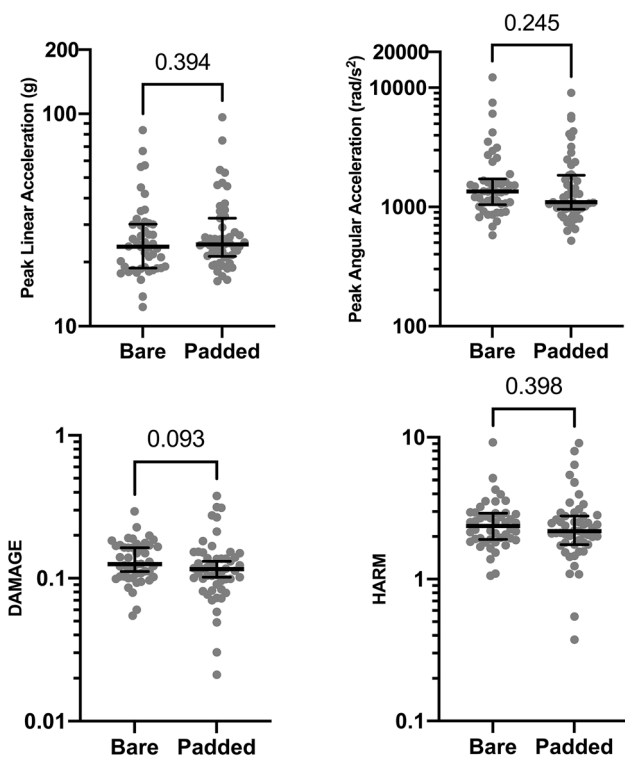 0.394
200
100
10
Peak Linear Acceleration (g)
Bare Padded
0.245
20000
10000
1000
100
Peak Angular Acceleration (rad/s²)
Bare Padded
0.093
1
0.1
0.01
DAMAGE
Bare Padded
0.398
10
1
0.1
HARM
Bare Padded